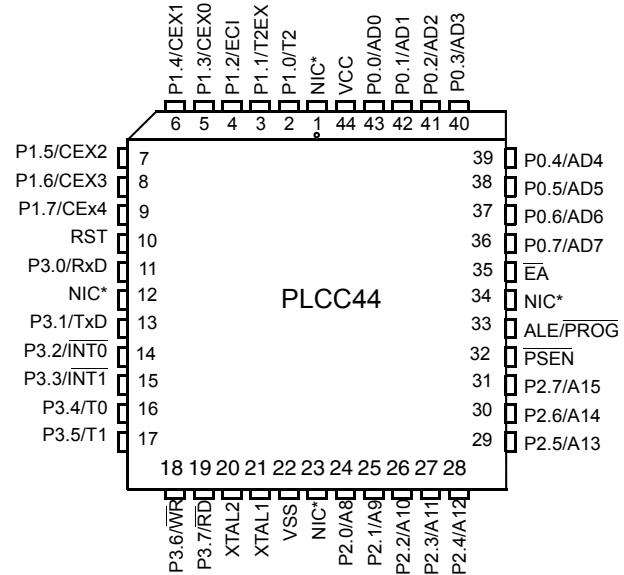 P1.4/CEX1
P1.3/CEX0
P1.2/ECI
P1.1/T2EX
P1.0/T2
NIC*
VCC
P0.0/AD0
P0.1/AD1
P0.2/AD2
P0.3/AD3
6 5 4 3 2 1 44 43 42 41 40
P1.5/CEX2 7
P1.6/CEX3 8
P1.7/CEx4 9
RST 10
P3.0/RxD 11
NIC* 12
P3.1/TxD 13
P3.2/INT0 14
P3.3/INT1 15
P3.4/T0 16
P3.5/T1 17
PLCC44
39 P0.4/AD4
38 P0.5/AD5
37 P0.6/AD6
36 P0.7/AD7
35 EA
34 NIC*
33 ALE/PROG
32 PSEN
31 P2.7/A15
30 P2.6/A14
29 P2.5/A13
18 19 20 21 22 23 24 25 26 27 28
P3.6/WR
P3.7/RD
XTAL2
XTAL1
VSS
NIC*
P2.0/A8
P2.1/A9
P2.2/A10
P2.3/A11
P2.4/A12